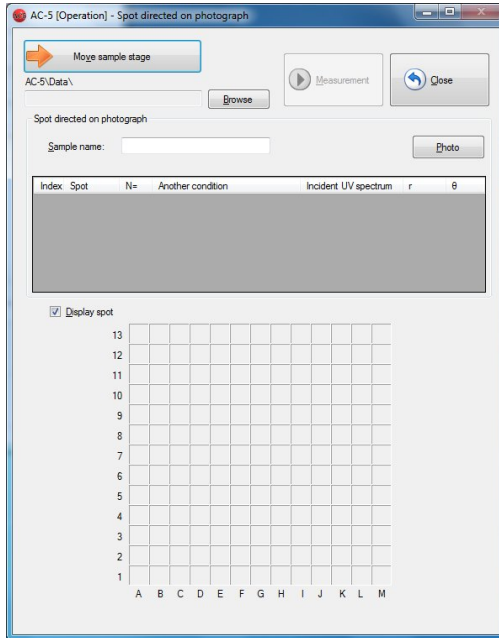 AC-5 [Operation] - Spot directed on photograph
Move sample stage
Measurement
Close
AC-5\Data\
Browse
Spot directed on photograph
Sample name:
Photo
Index Spot N= Another condition Incident UV spectrum r θ
Display spot
13
12
11
10
9
8
7
6
5
4
3
2
1
A B C D E F G H I J K L M